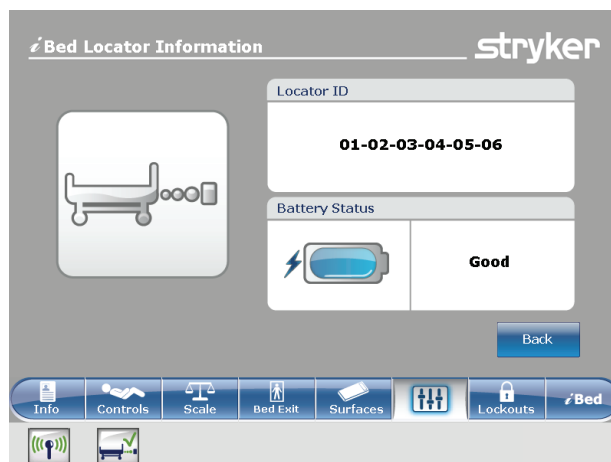 iBed Locator Information
stryker
Locator ID
01-02-03-04-05-06
Battery Status
Good
Back
Info
Controls
Scale
Bed Exit
Surfaces
Lockouts
iBed